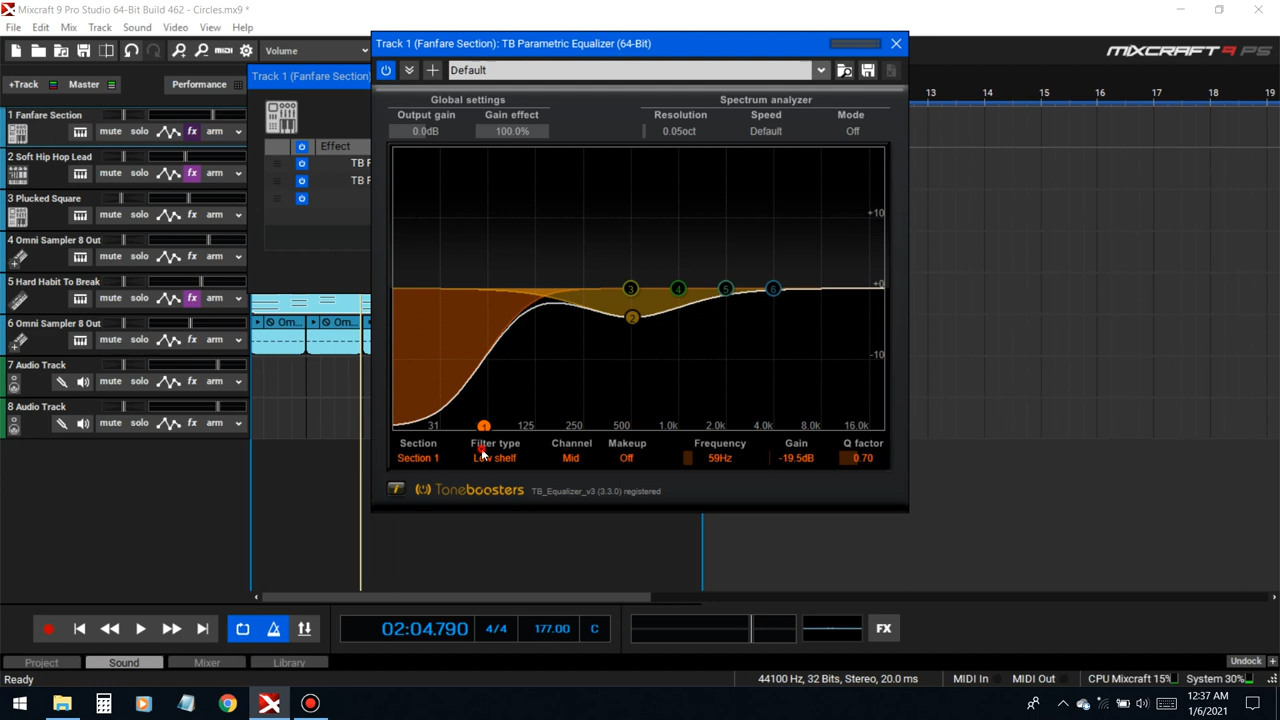 Mixcraft 9 Pro Studio 64-Bit Build 462 - Circles.mx9 *
File Edit Mix Track Sound Video View Help
Volume
MIXCRAFT 9 PS
Track 1 (Fanfare Section): TB Parametric Equalizer (64-Bit)
Default
+Track Master Performance
Track 1 (Fanfare Section)
Global settings Spectrum analyzer
Output gain Gain effect Resolution Speed Mode
0.0dB 100.0% 0.05oct Default Off
13 14 15 16 17 18 19
1 Fanfare Section
mute solo fx arm
Effect
2 Soft Hip Hop Lead
mute solo fx arm
TB P
TB F
3 Plucked Square
mute solo fx arm
4 Omni Sampler 8 Out
mute solo fx arm
5 Hard Habit To Break
mute solo fx arm
6 Omni Sampler 8 Out
mute solo fx arm
Om... Om...
7 Audio Track
mute solo fx arm
8 Audio Track
mute solo fx arm
+10
+0
-10
3 4 5 6
2
1
31 125 250 500 1.0k 2.0k 4.0k 8.0k 16.0k
Section Filter type Channel Makeup Frequency Gain Q factor
Section 1 Low shelf Mid Off 59Hz -19.5dB 0.70
Toneboosters TB_Equalizer_v3 (3.3.0) registered
02:04.790 4/4 177.00 C FX
Project Sound Mixer Library Undock +
Ready 44100 Hz, 32 Bits, Stereo, 20.0 ms MIDI In MIDI Out CPU Mixcraft 15% System 30%
12:37 AM
1/6/2021